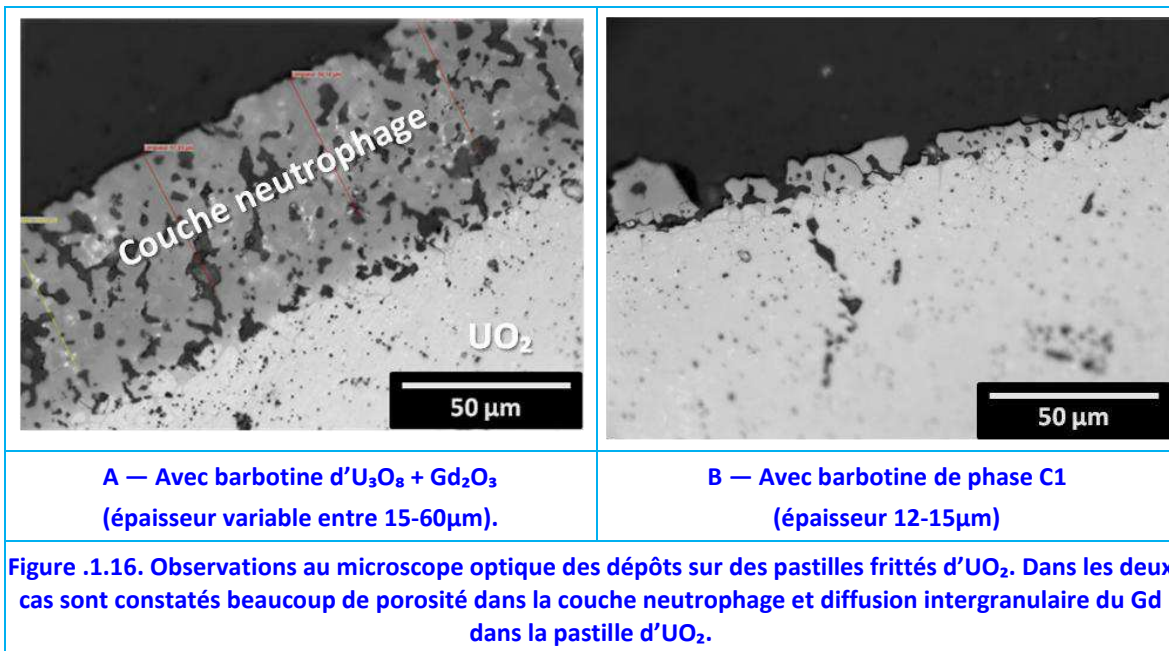 Couche neutrophage
UO₂
50 µm
50 µm
A — Avec barbotine d’U₃O₈ + Gd₂O₃
(épaisseur variable entre 15-60µm).
B — Avec barbotine de phase C1
(épaisseur 12-15µm)
Figure .1.16. Observations au microscope optique des dépôts sur des pastilles frittés d’UO₂. Dans les deux
cas sont constatés beaucoup de porosité dans la couche neutrophage et diffusion intergranulaire du Gd
dans la pastille d’UO₂.